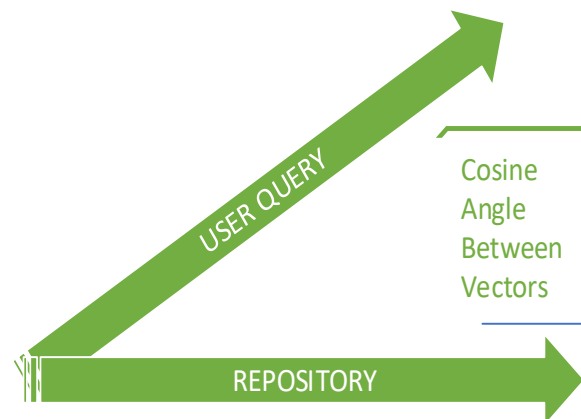 USER QUERY
Cosine
Angle
Between
Vectors
REPOSITORY